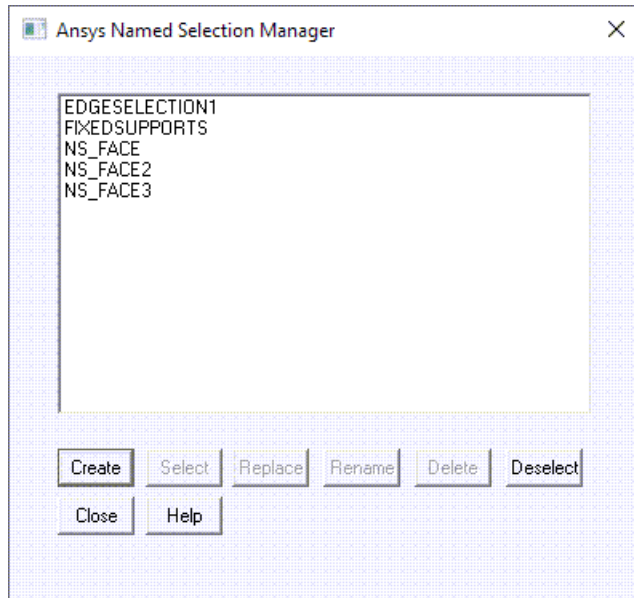 Ansys Named Selection Manager
EDGESELECTION1
FIXEDSUPPORTS
NS_FACE
NS_FACE2
NS_FACE3
Create Select Replace Rename Delete Deselect
Close Help